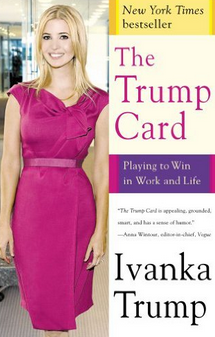 New York Times
bestseller
The
Trump
Card
Playing to Win
in Work and Life
"The Trump Card is appealing, grounded,
smart, and has a sense of humor."
—Anna Wintour, editor-in-chief, Vogue
Ivanka
Trump